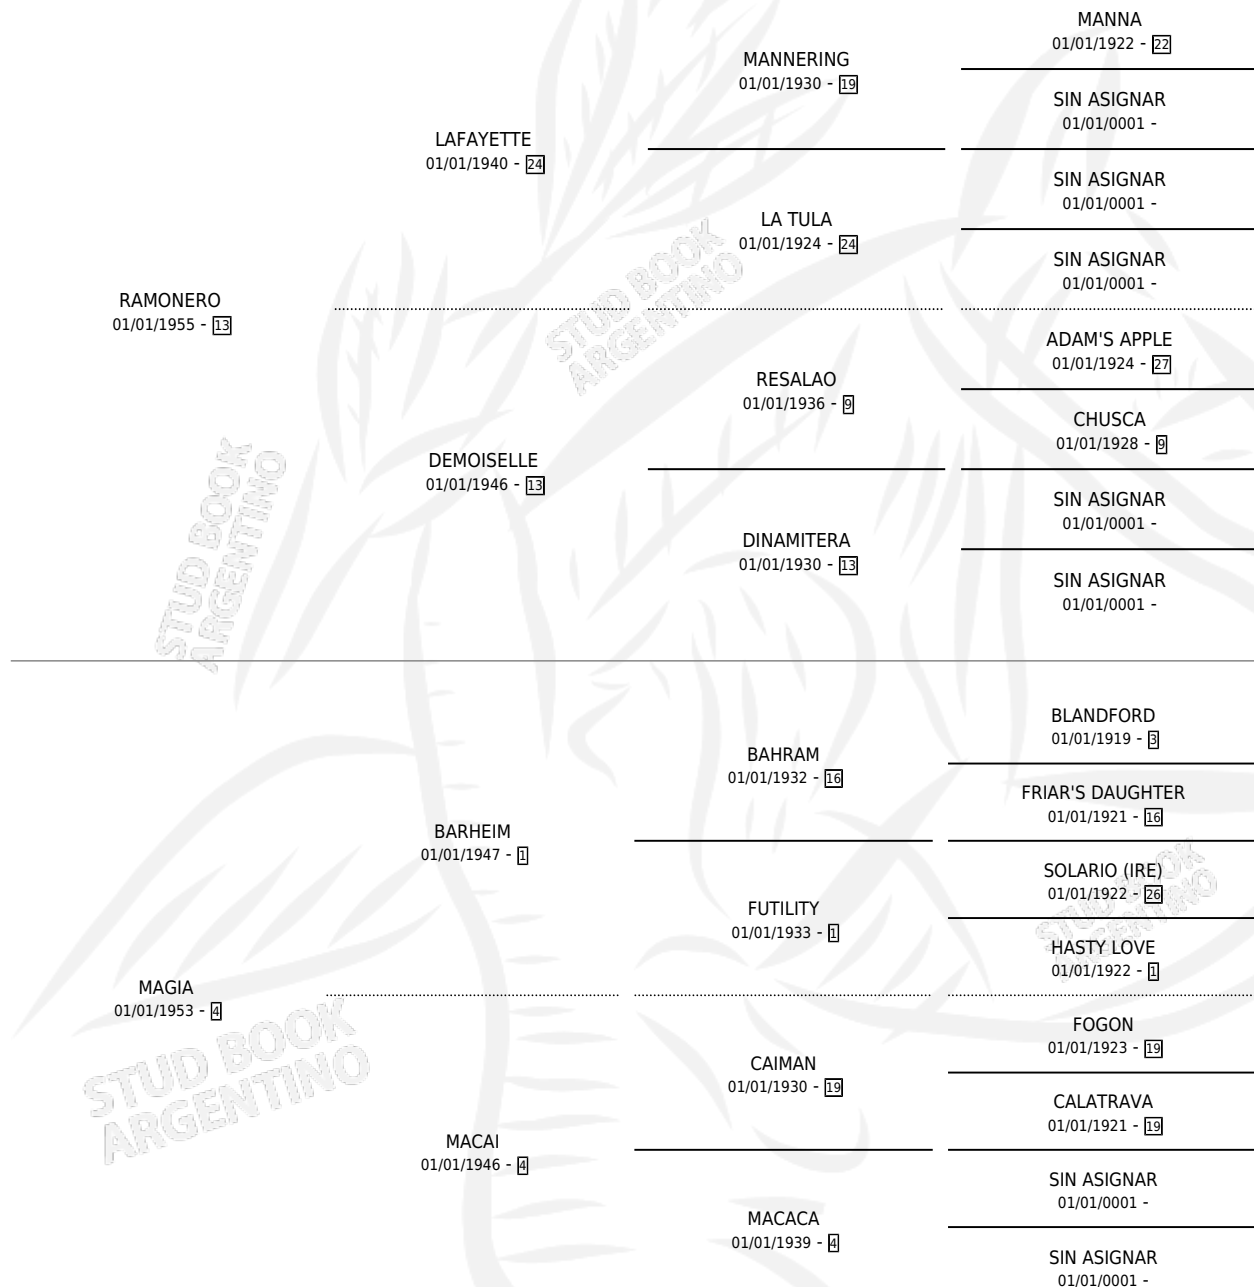 RAMONERO
01/01/1955 - 13
LAFAYETTE
01/01/1940 - 24
DEMOISELLE
01/01/1946 - 13
MANNERING
01/01/1930 - 19
LA TULA
01/01/1924 - 24
RESALAO
01/01/1936 - 9
DINAMITERA
01/01/1930 - 13
MANNA
01/01/1922 - 22
SIN ASIGNAR
01/01/0001 -
SIN ASIGNAR
01/01/0001 -
SIN ASIGNAR
01/01/0001 -
ADAM'S APPLE
01/01/1924 - 27
CHUSCA
01/01/1928 - 9
SIN ASIGNAR
01/01/0001 -
SIN ASIGNAR
01/01/0001 -
MAGIA
01/01/1953 - 4
BARHEIM
01/01/1947 - 1
MACAI
01/01/1946 - 4
BAHRAM
01/01/1932 - 16
FUTILITY
01/01/1933 - 1
CAIMAN
01/01/1930 - 19
MACACA
01/01/1939 - 4
BLANDFORD
01/01/1919 - 3
FRIAR'S DAUGHTER
01/01/1921 - 16
SOLARIO (IRE)
01/01/1922 - 26
HASTY LOVE
01/01/1922 - 1
FOGON
01/01/1923 - 19
CALATRAVA
01/01/1921 - 19
SIN ASIGNAR
01/01/0001 -
SIN ASIGNAR
01/01/0001 -
STUD BOOK
ARGENTINO
STUD BOOK
ARGENTINO
STUD BOOK
ARGENTINO
STUD BOOK
ARGENTINO